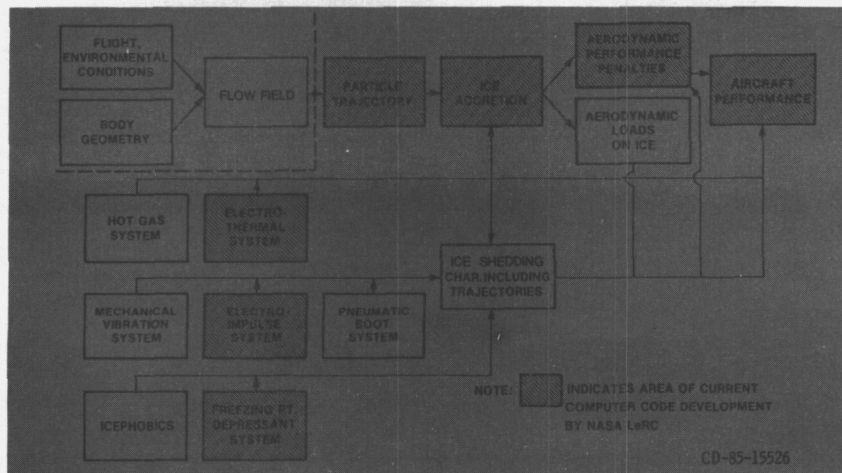 FLIGHT,
ENVIRONMENTAL
CONDITIONS
BODY
GEOMETRY
FLOW FIELD
PARTICLE
TRAJECTORY
ICE
ACCRETION
AERODYNAMIC
PERFORMANCE
PENALTIES
AERODYNAMIC
LOADS
ON ICE
AIRCRAFT
PERFORMANCE
HOT GAS
SYSTEM
ELECTRO-
THERMAL
SYSTEM
ICE SHEDDING
CHAR.INCLUDING
TRAJECTORIES
MECHANICAL
VIBRATION
SYSTEM
ELECTRO-
IMPULSE
SYSTEM
PNEUMATIC
BOOT
SYSTEM
ICEPHOBICS
FREEZING PT.
DEPRESSANT
SYSTEM
NOTE:
INDICATES AREA OF CURRENT
COMPUTER CODE DEVELOPMENT
BY NASA LeRC
CD-85-15526